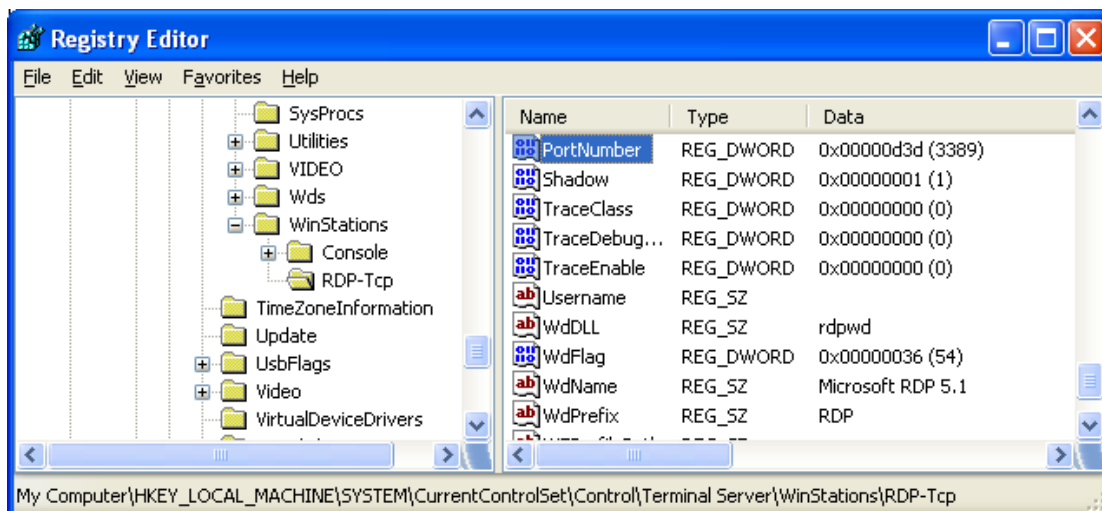 Registry Editor
File Edit View Favorites Help
SysProcs
Utilities
VIDEO
Wds
WinStations
Console
RDP-Tcp
TimeZoneInformation
Update
UsbFlags
Video
VirtualDeviceDrivers
Name Type Data
PortNumber REG_DWORD 0x00000d3d (3389)
Shadow REG_DWORD 0x00000001 (1)
TraceClass REG_DWORD 0x00000000 (0)
TraceDebug... REG_DWORD 0x00000000 (0)
TraceEnable REG_DWORD 0x00000000 (0)
Username REG_SZ
WdDLL REG_SZ rdpwd
WdFlag REG_DWORD 0x00000036 (54)
WdName REG_SZ Microsoft RDP 5.1
WdPrefix REG_SZ RDP
My Computer\HKEY_LOCAL_MACHINE\SYSTEM\CurrentControlSet\Control\Terminal Server\WinStations\RDP-Tcp